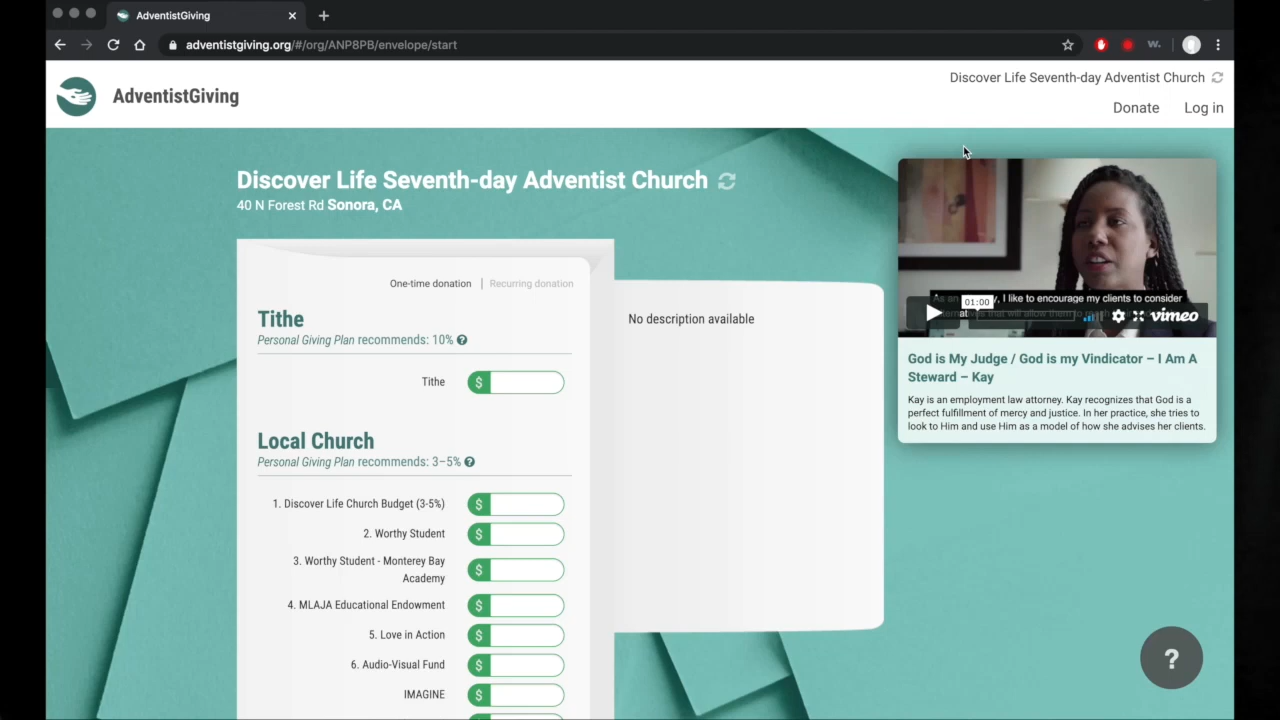 AdventistGiving
adventistgiving.org/#/org/ANP8PB/envelope/start
W.
Discover Life Seventh-day Adventist Church
AdventistGiving
Donate
Log in
Discover Life Seventh-day Adventist Church
40 N Forest Rd Sonora, CA
One-time donation | Recurring donation
Tithe
Personal Giving Plan recommends: 10% ?
Tithe $
Local Church
Personal Giving Plan recommends: 3–5% ?
1. Discover Life Church Budget (3-5%) $
2. Worthy Student $
3. Worthy Student - Monterey Bay
Academy $
4. MLAJA Educational Endowment $
5. Love in Action $
6. Audio-Visual Fund $
IMAGINE $
No description available
I like to encourage my clients to consider
01:00
alternatives that will allow them to
vimeo
God is My Judge / God is my Vindicator – I Am A
Steward – Kay
Kay is an employment law attorney. Kay recognizes that God is a
perfect fulfillment of mercy and justice. In her practice, she tries to
look to Him and use Him as a model of how she advises her clients.
?